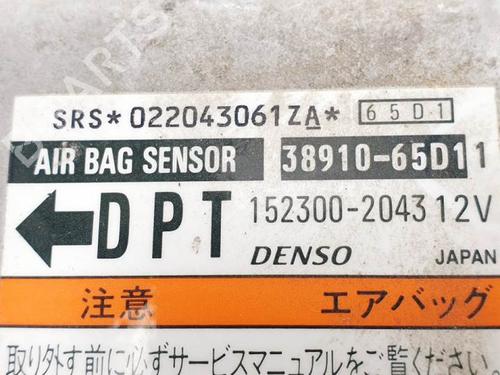 SRS*022043061ZA* 65D1
AIR BAG SENSOR 38910-65D11
DPT 152300-2043 12V
DENSO JAPAN
注意 エアバッグ
取り外す前に必ずサービスマニュアルをご覧ください